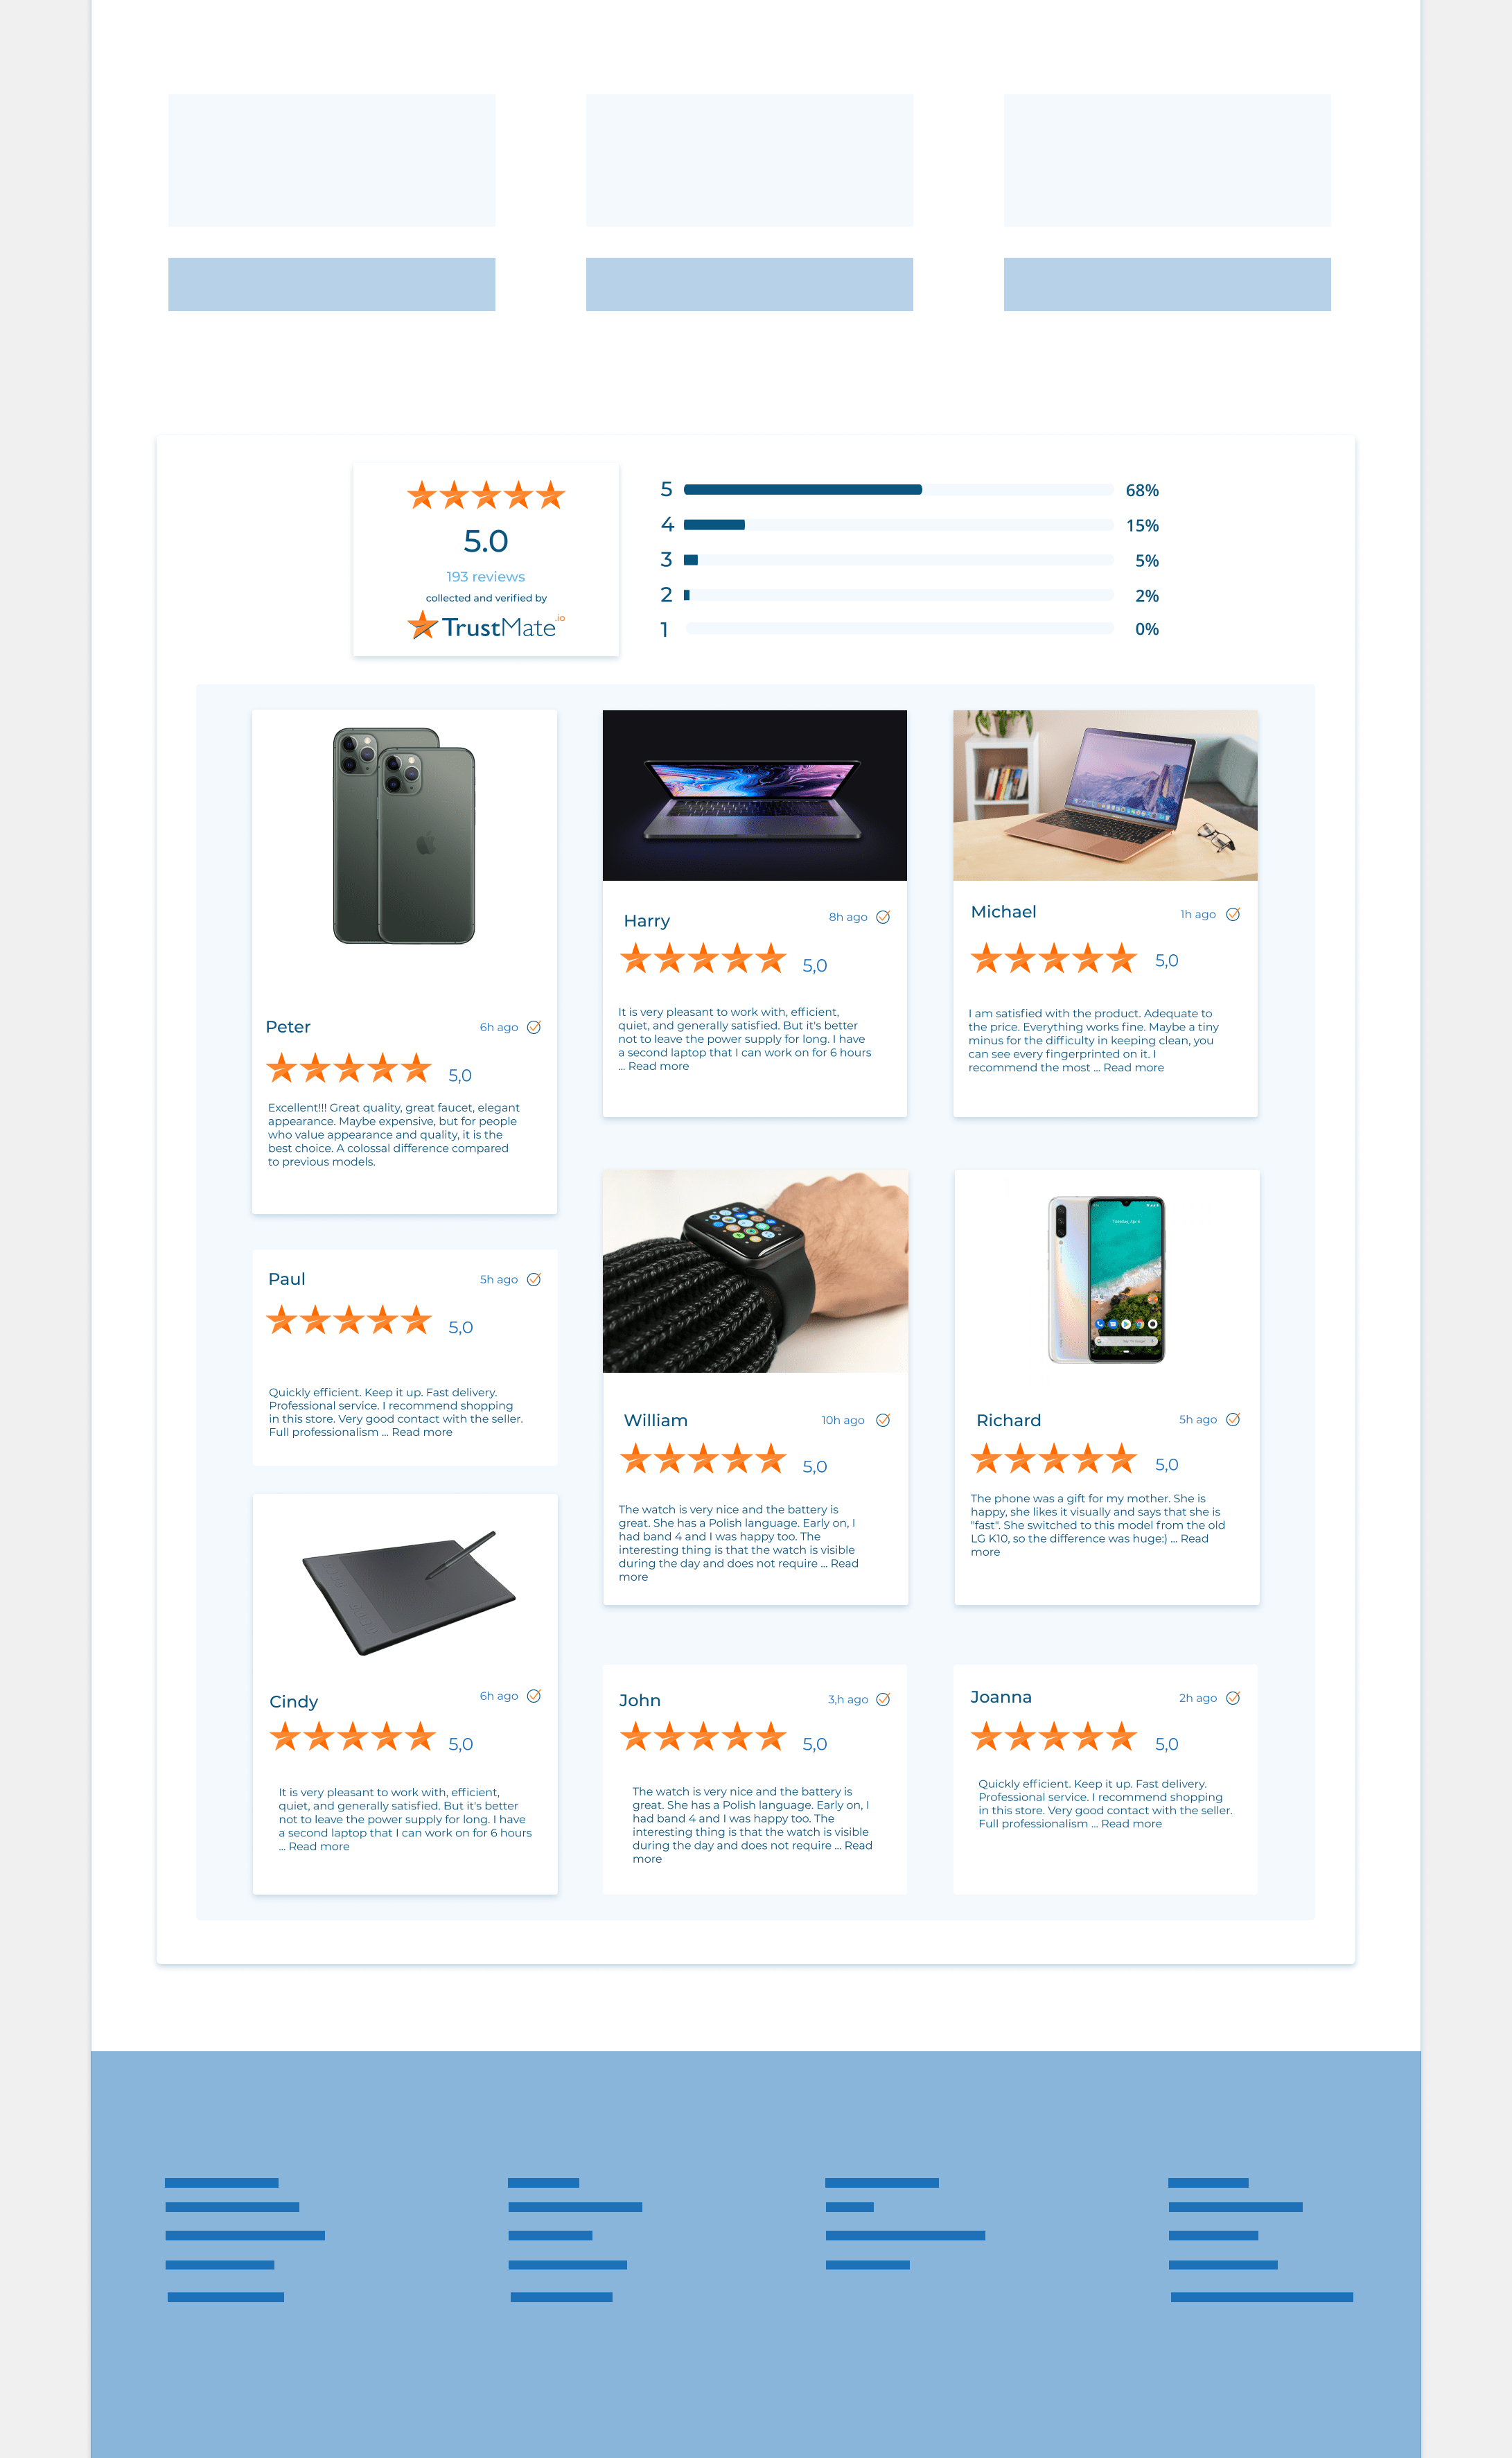 5.0
193 reviews
collected and verified by
TrustMate.io
5 68%
4 15%
3 5%
2 2%
1 0%
Peter 6h ago
5,0
Excellent!!! Great quality, great faucet, elegant
appearance. Maybe expensive, but for people
who value appearance and quality, it is the
best choice. A colossal difference compared
to previous models.
Harry 8h ago
5,0
It is very pleasant to work with, efficient,
quiet, and generally satisfied. But it's better
not to leave the power supply for long. I have
a second laptop that I can work on for 6 hours
... Read more
Michael 1h ago
5,0
I am satisfied with the product. Adequate to
the price. Everything works fine. Maybe a tiny
minus for the difficulty in keeping clean, you
can see every fingerprinted on it. I
recommend the most ... Read more
Paul 5h ago
5,0
Quickly efficient. Keep it up. Fast delivery.
Professional service. I recommend shopping
in this store. Very good contact with the seller.
Full professionalism ... Read more
William 10h ago
5,0
The watch is very nice and the battery is
great. She has a Polish language. Early on, I
had band 4 and I was happy too. The
interesting thing is that the watch is visible
during the day and does not require ... Read
more
Tuesday, Apr 9
Richard 5h ago
5,0
The phone was a gift for my mother. She is
happy, she likes it visually and says that she is
"fast". She switched to this model from the old
LG K10, so the difference was huge:) ... Read
more
Cindy 6h ago
5,0
It is very pleasant to work with, efficient,
quiet, and generally satisfied. But it's better
not to leave the power supply for long. I have
a second laptop that I can work on for 6 hours
... Read more
John 3,h ago
5,0
The watch is very nice and the battery is
great. She has a Polish language. Early on, I
had band 4 and I was happy too. The
interesting thing is that the watch is visible
during the day and does not require ... Read
more
Joanna 2h ago
5,0
Quickly efficient. Keep it up. Fast delivery.
Professional service. I recommend shopping
in this store. Very good contact with the seller.
Full professionalism ... Read more